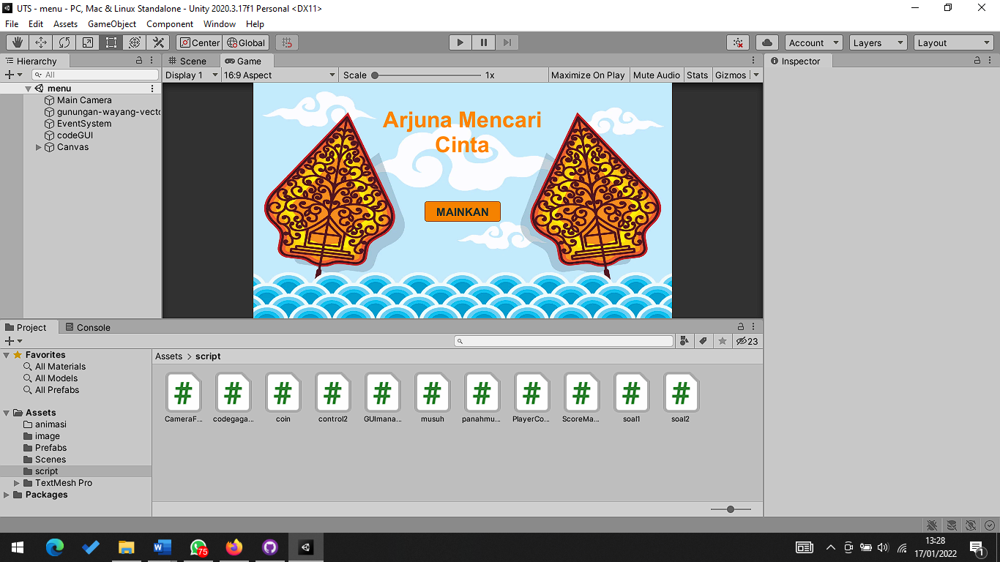 UTS - menu - PC, Mac & Linux Standalone - Unity 2020.3.17f1 Personal <DX11>
File Edit Assets GameObject Component Window Help
Center Global Account Layers Layout
Hierarchy
All
menu
Main Camera
gunungan-wayang-vecto
EventSystem
codeGUI
Canvas
Scene Game
Display 1 16:9 Aspect Scale 1x Maximize On Play Mute Audio Stats Gizmos
Arjuna Mencari
Cinta
MAINKAN
Inspector
Project Console
23
Favorites
All Materials
All Models
All Prefabs
Assets
animasi
image
Prefabs
Scenes
script
TextMesh Pro
Packages
Assets > script
# # # # # # # # # # #
CameraF... codegaga... coin control2 GUImana... musuh panahmu... PlayerCo... ScoreMa... soal1 soal2
75
13:28
17/01/2022
1